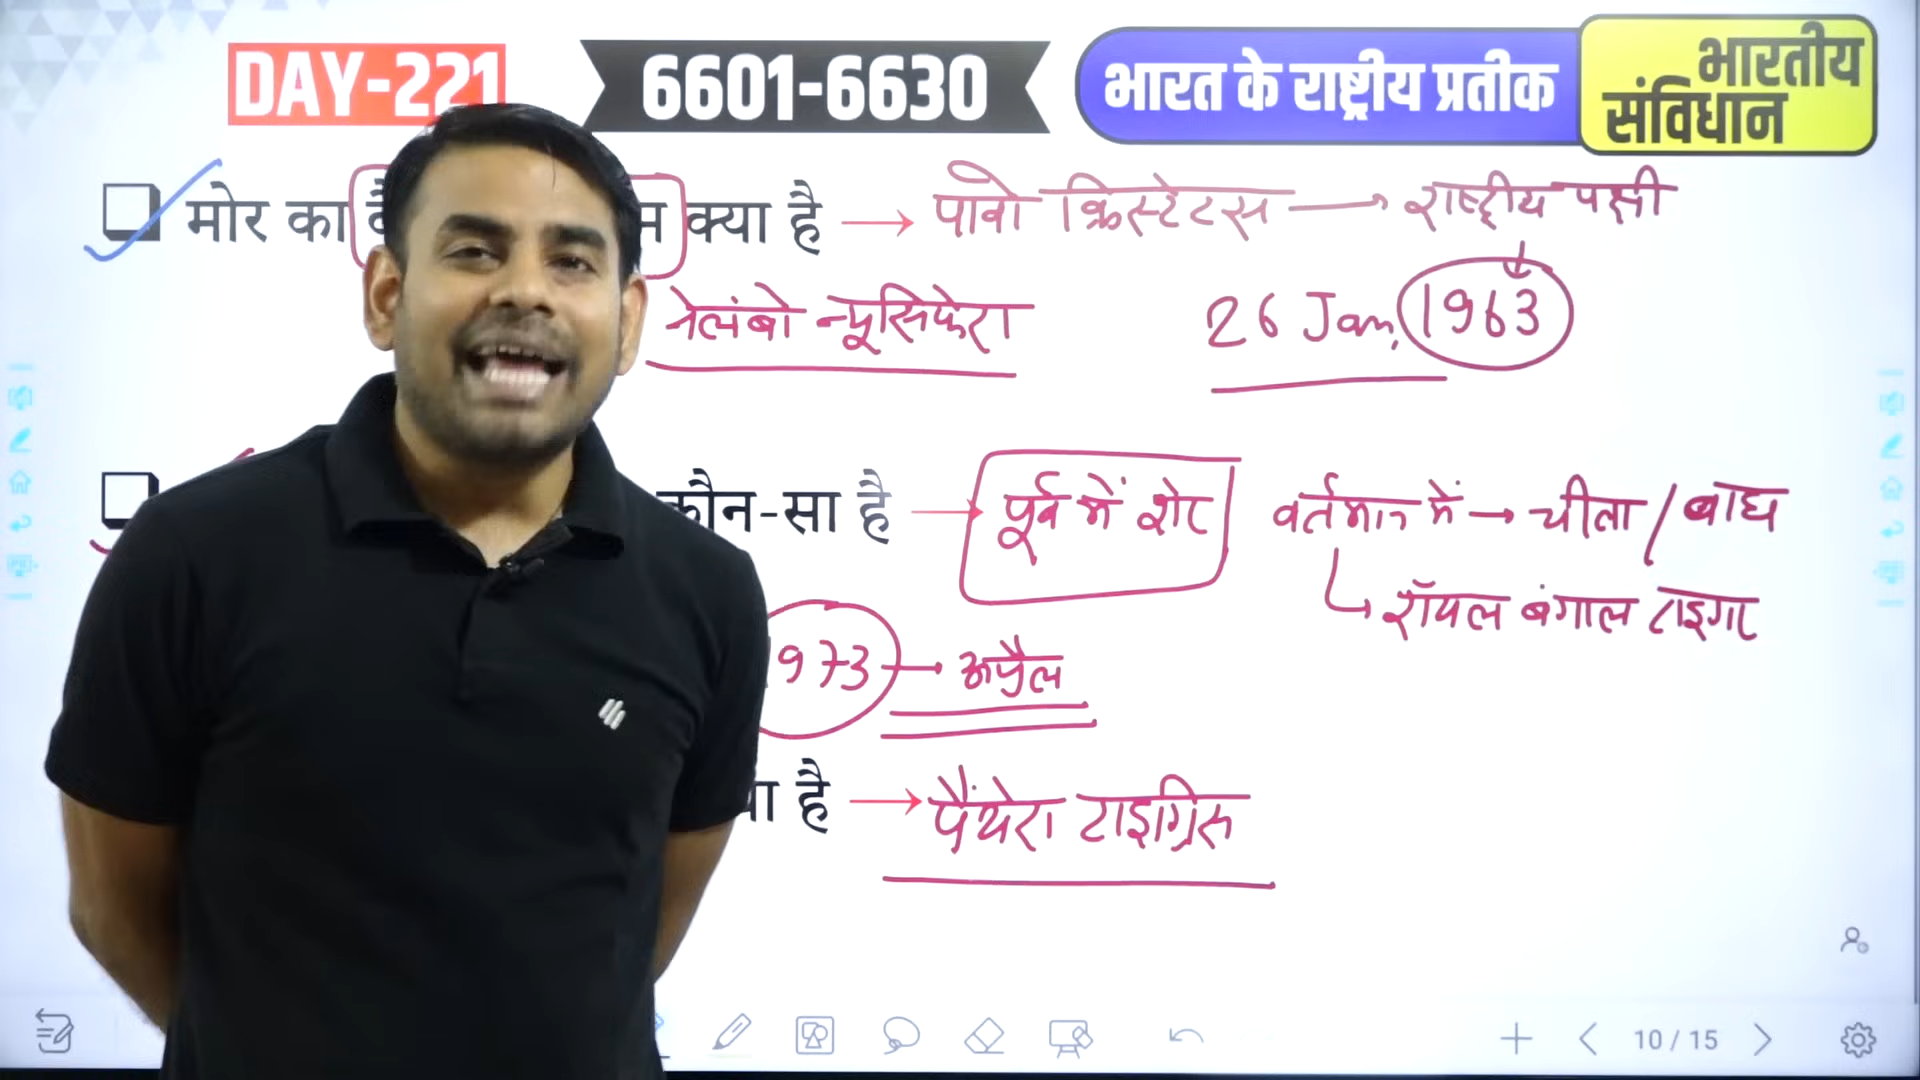 DAY-221
6601-6630
भारत के राष्ट्रीय प्रतीक
भारतीय
संविधान
मोर का क्या है → पावो क्रिस्टेटस → राष्ट्रीय पक्षी
नेलंबो न्यूसिफेरा
26 Jan, 1963
कौन-सा है → पूर्व में शेर वर्तमान में → चीता / बाघ
रॉयल बंगाल टाइगर
1973 → अप्रैल
है → पैंथेरा टाइग्रिस
10 / 15